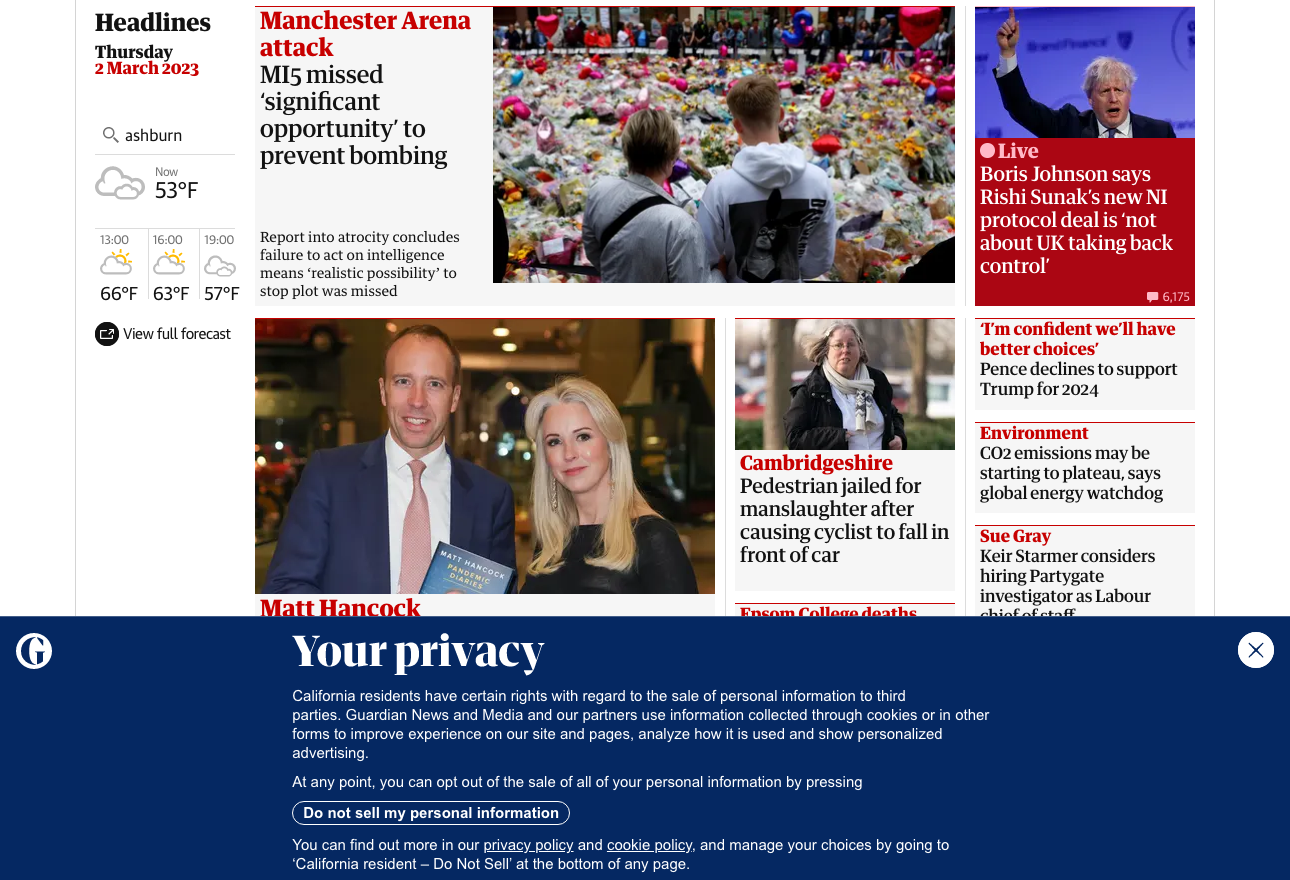 Headlines
Thursday
2 March 2023
ashburn
Now
53°F
13:00
16:00
19:00
66°F
63°F
57°F
View full forecast
Manchester Arena
attack
MI5 missed
‘significant
opportunity’ to
prevent bombing
Report into atrocity concludes
failure to act on intelligence
means ‘realistic possibility’ to
stop plot was missed
Brand Finance
Live
Boris Johnson says
Rishi Sunak’s new NI
protocol deal is ‘not
about UK taking back
control’
6,175
MATT HANCOCK
PANDEMIC
DIARIES
Matt Hancock
Cambridgeshire
Pedestrian jailed for
manslaughter after
causing cyclist to fall in
front of car
Epsom College deaths
‘I’m confident we’ll have
better choices’
Pence declines to support
Trump for 2024
Environment
CO2 emissions may be
starting to plateau, says
global energy watchdog
Sue Gray
Keir Starmer considers
hiring Partygate
investigator as Labour
chief of staff
G
Your privacy
California residents have certain rights with regard to the sale of personal information to third
parties. Guardian News and Media and our partners use information collected through cookies or in other
forms to improve experience on our site and pages, analyze how it is used and show personalized
advertising.
At any point, you can opt out of the sale of all of your personal information by pressing
Do not sell my personal information
You can find out more in our privacy policy and cookie policy, and manage your choices by going to
‘California resident – Do Not Sell’ at the bottom of any page.